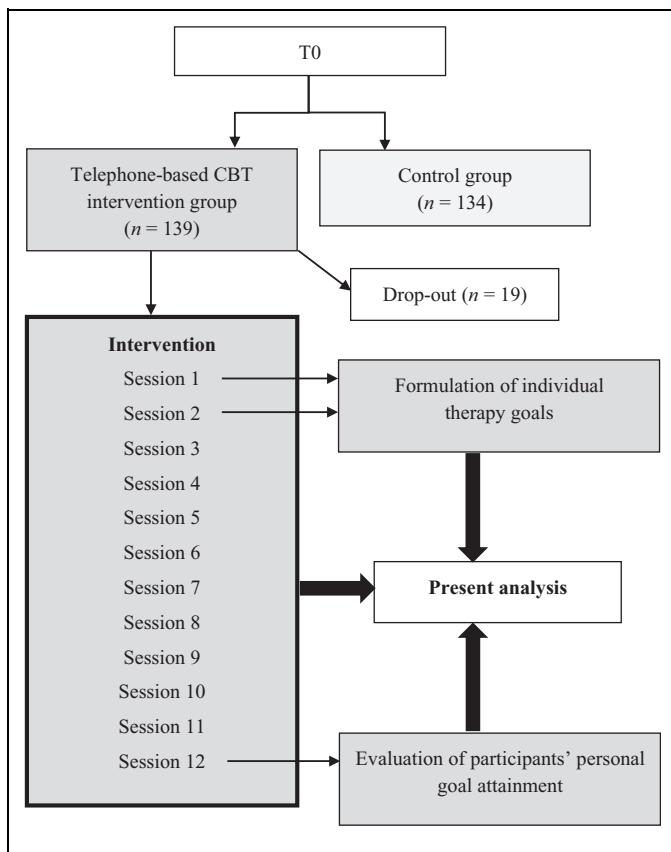 T0
Telephone-based CBT
intervention group
(n = 139)
Control group
(n = 134)
Drop-out (n = 19)
Intervention
Session 1
Session 2
Session 3
Session 4
Session 5
Session 6
Session 7
Session 8
Session 9
Session 10
Session 11
Session 12
Formulation of individual
therapy goals
Present analysis
Evaluation of participants’ personal
goal attainment